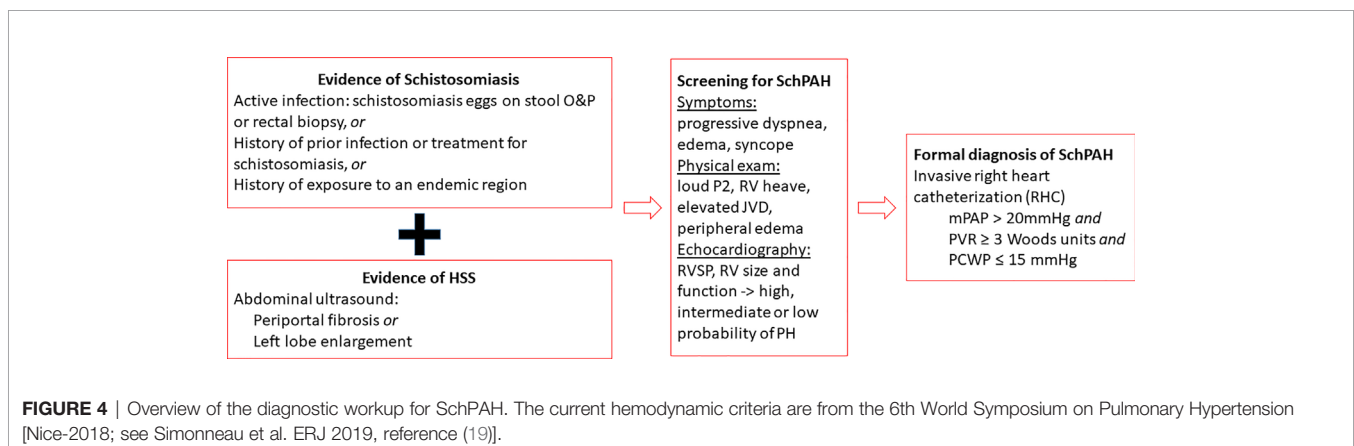 Evidence of Schistosomiasis
Active infection: schistosomiasis eggs on stool O&P
or rectal biopsy, or
History of prior infection or treatment for
schistosomiasis, or
History of exposure to an endemic region
Evidence of HSS
Abdominal ultrasound:
Periportal fibrosis or
Left lobe enlargement
Screening for SchPAH
Symptoms:
progressive dyspnea,
edema, syncope
Physical exam:
loud P2, RV heave,
elevated JVD,
peripheral edema
Echocardiography:
RVSP, RV size and
function -> high,
intermediate or low
probability of PH
Formal diagnosis of SchPAH
Invasive right heart
catheterization (RHC)
mPAP > 20mmHg and
PVR ≥ 3 Woods units and
PCWP ≤ 15 mmHg
FIGURE 4 | Overview of the diagnostic workup for SchPAH. The current hemodynamic criteria are from the 6th World Symposium on Pulmonary Hypertension
[Nice-2018; see Simonneau et al. ERJ 2019, reference (19)].